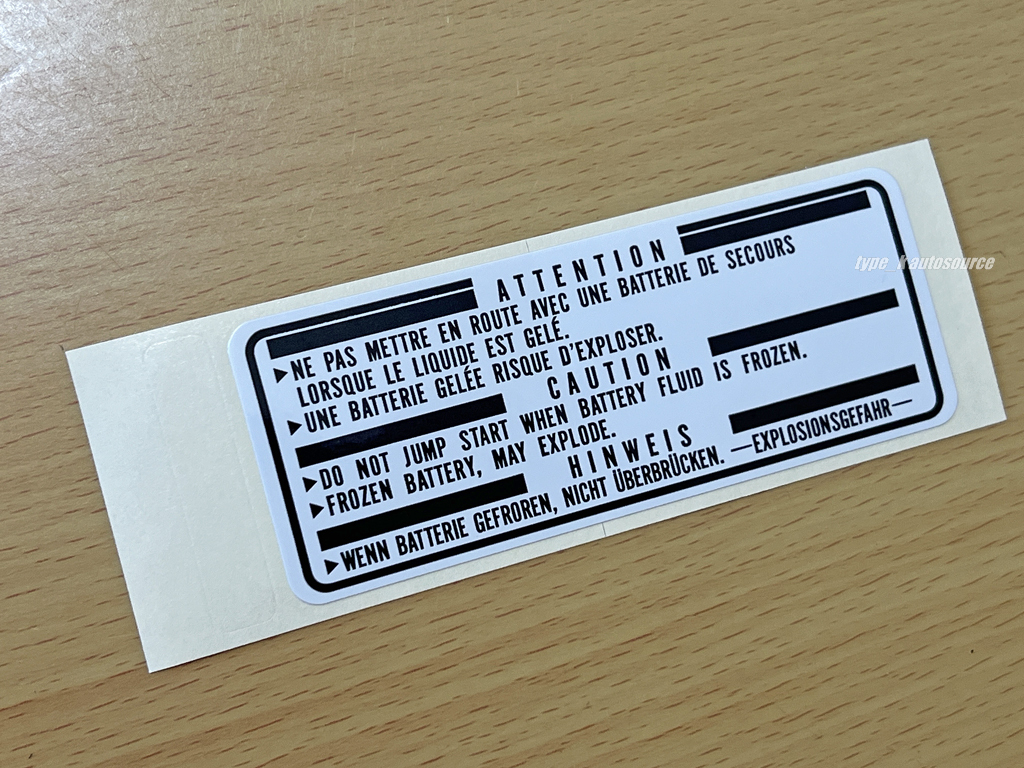 ATTENTION
▶NE PAS METTRE EN ROUTE AVEC UNE BATTERIE DE SECOURS
LORSQUE LE LIQUIDE EST GELÉ.
▶UNE BATTERIE GELÉE RISQUE D'EXPLOSER.
CAUTION
▶DO NOT JUMP START WHEN BATTERY FLUID IS FROZEN.
▶FROZEN BATTERY, MAY EXPLODE.
HINWEIS
▶WENN BATTERIE GEFROREN, NICHT ÜBERBRÜCKEN. —EXPLOSIONSGEFAHR—
type_kautosource